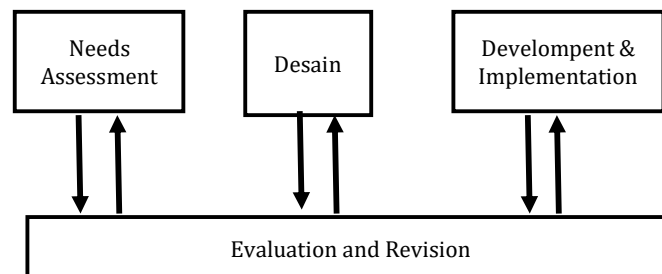 Needs
Assessment
Desain
Develompent &
Implementation
Evaluation and Revision